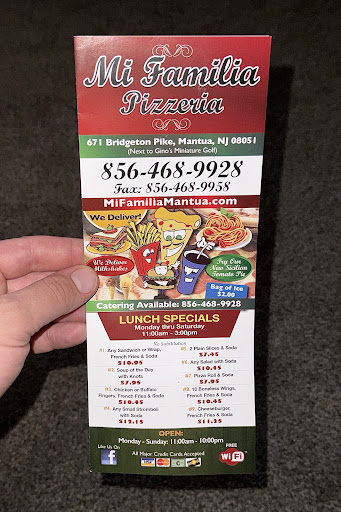 Mi Familia
Pizzeria
671 Bridgeton Pike, Mantua, NJ 08051
(Next to Gino's Miniature Golf)
856-468-9928
Fax: 856-468-9958
MiFamiliaMantua.com
We Deliver!
We Deliver
Milkshakes
Try Our
New Sicilian
Tomato Pie
Bag of Ice
$2.00
Catering Available: 856-468-9928
LUNCH SPECIALS
Monday thru Saturday
11:00am - 3:00pm
No Substitution
#1. Any Sandwich or Wrap,
French Fries & Soda
$10.95
#2. Soup of the Day
with Knots
$7.95
#3. Chicken or Buffalo
Fingers, French Fries & Soda
$10.45
#4. Any Small Stromboli
with Soda
$12.15
#5. 2 Plain Slices & Soda
$7.45
#6. Any Salad with Soda
$10.45
#7. Pizza Roll & Soda
$7.95
#8. 10 Boneless Wings,
French Fries & Soda
$10.45
#9. Cheeseburger,
French Fries & Soda
$11.25
OPEN:
Monday - Sunday: 11:00am - 10:00pm
Like Us On
f
All Major Credit Cards Accepted
VISA
FREE
WiFi